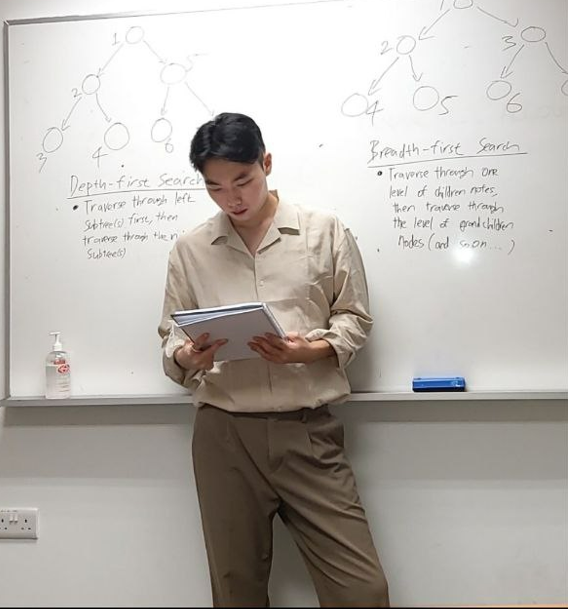 1
2
3
4
6
Depth-first Search
• Traverse through left
Subtree(s) first, then
traverse through the
Subtree(s)
1
2
3
4
5
6
Breadth-first Search
• Traverse through one
level of children notes,
then traverse through
the level of grandchildren
Nodes (and so on...)